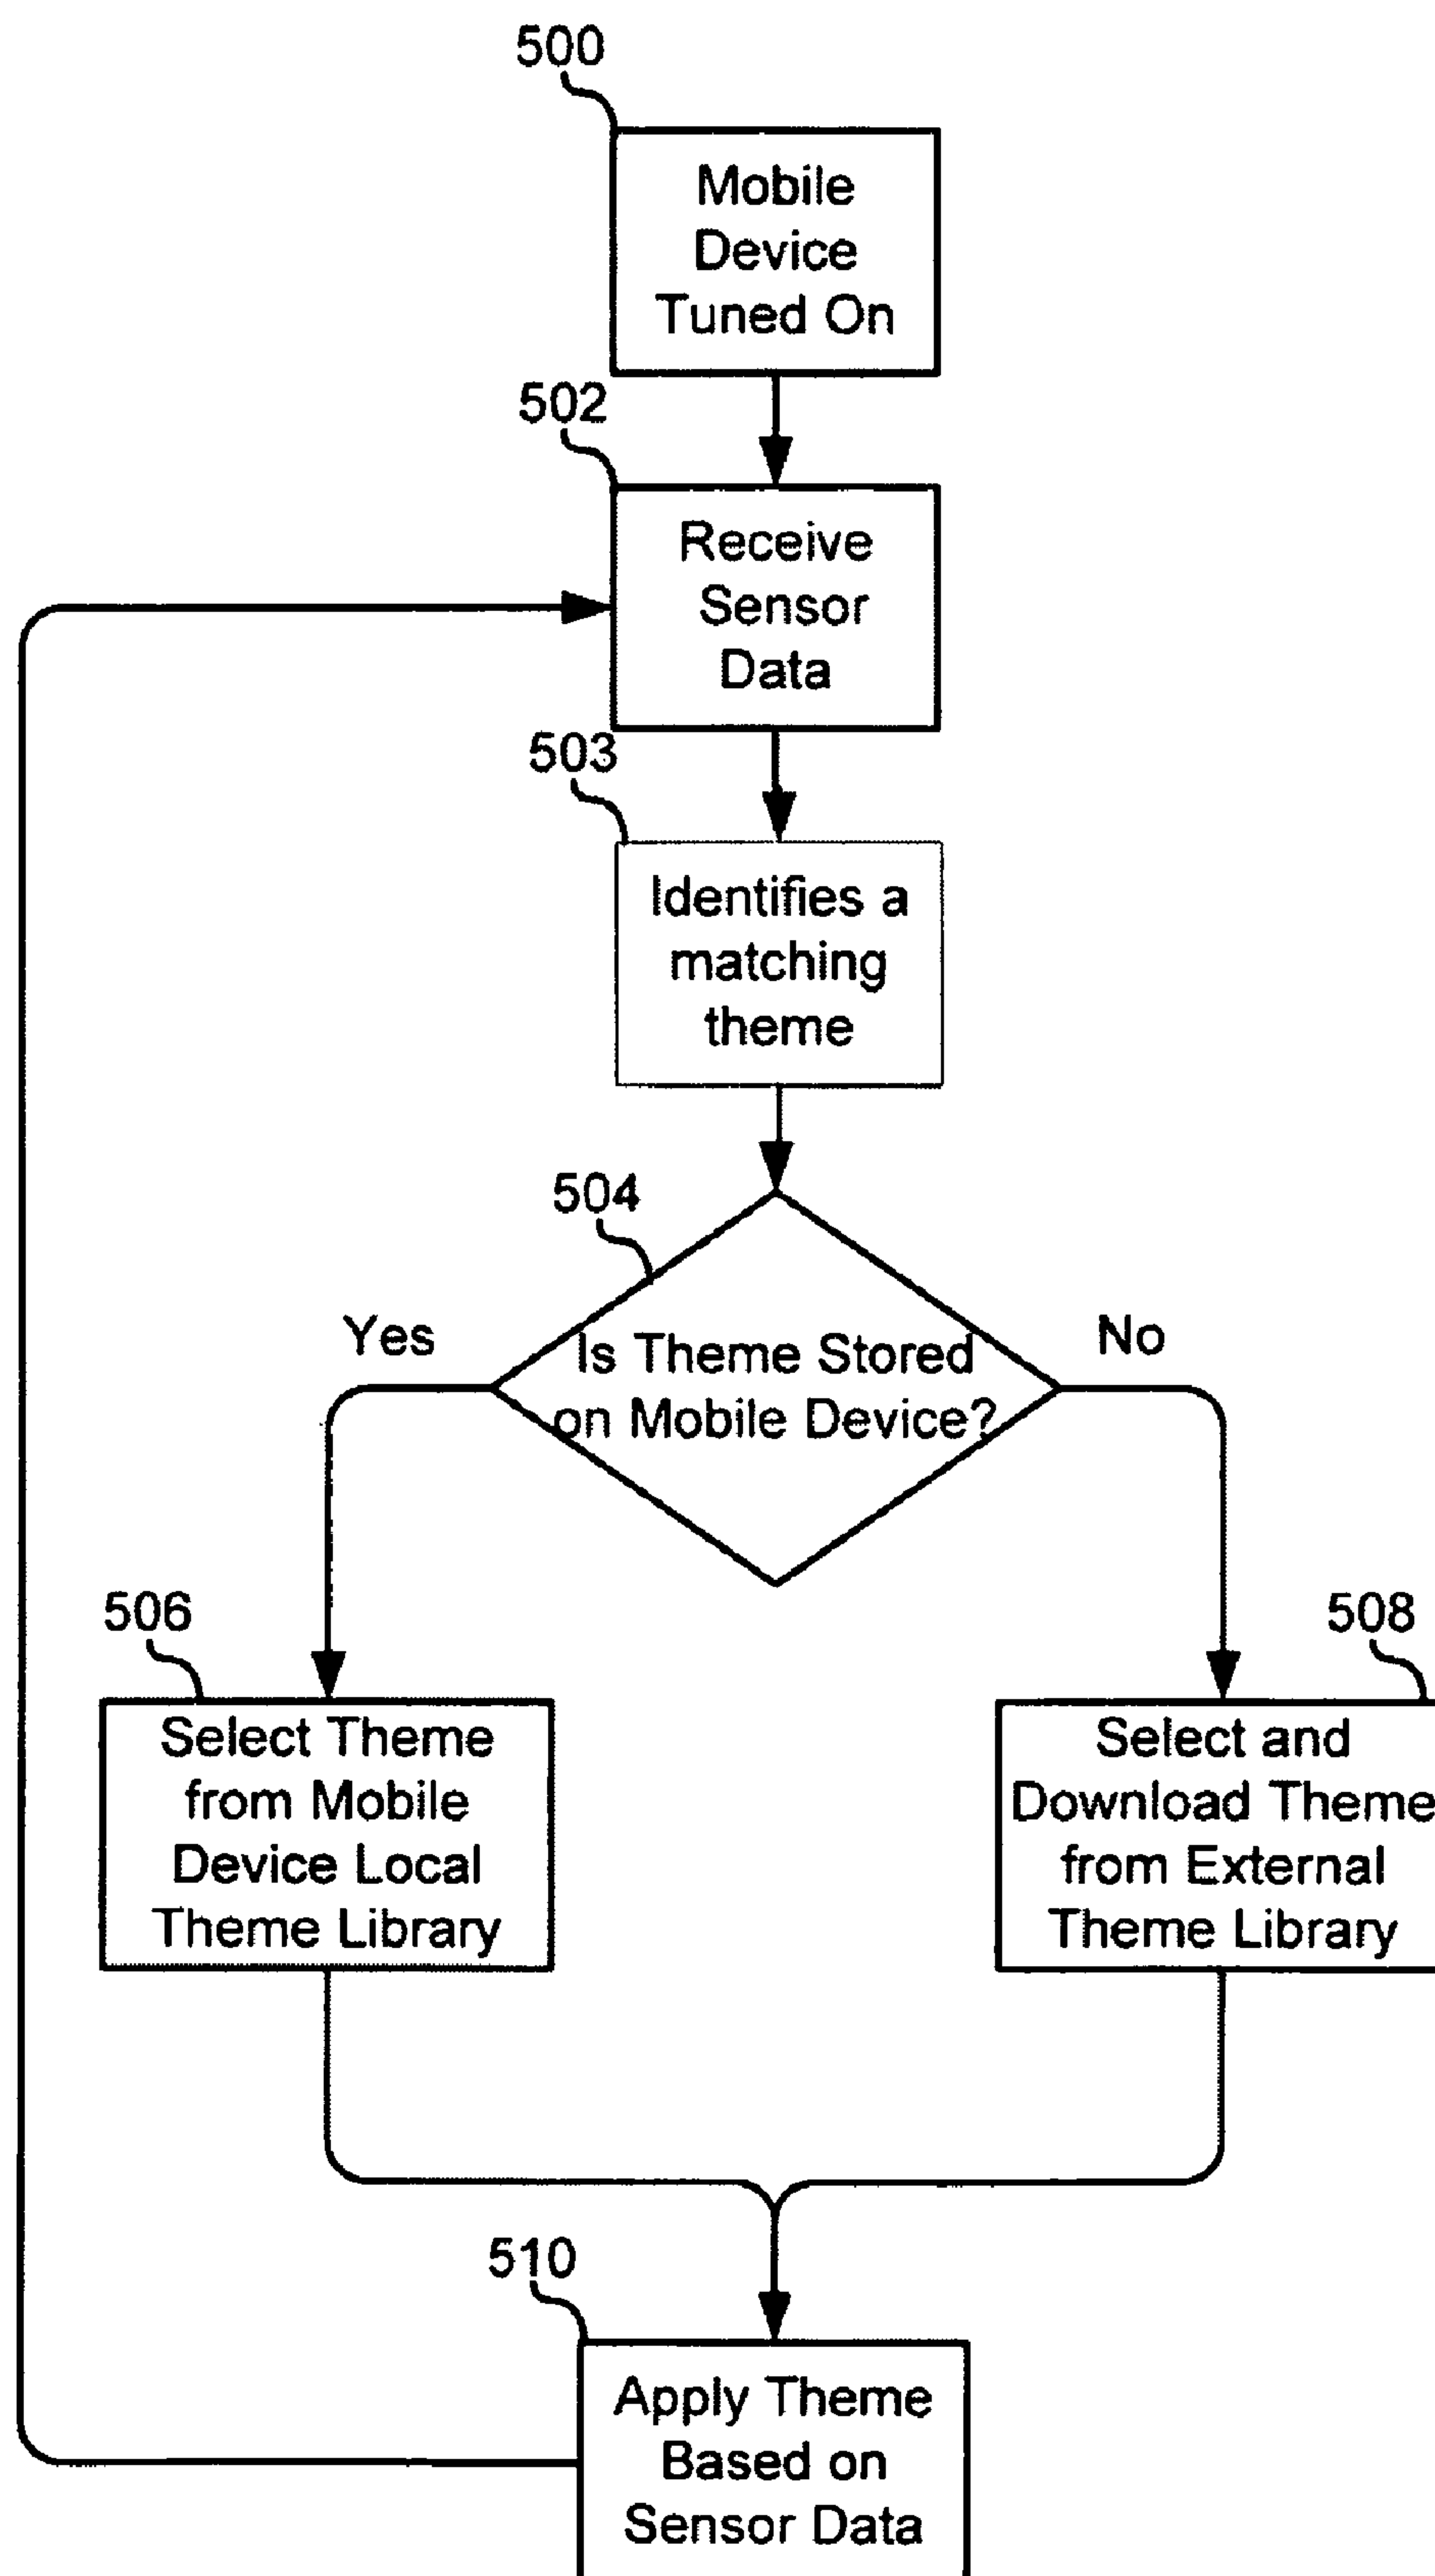 500
Mobile
Device
Tuned On
502
Receive
Sensor
Data
503
Identifies a
matching
theme
504
Yes
Is Theme Stored
on Mobile Device?
No
506
Select Theme
from Mobile
Device Local
Theme Library
508
Select and
Download Theme
from External
Theme Library
510
Apply Theme
Based on
Sensor Data